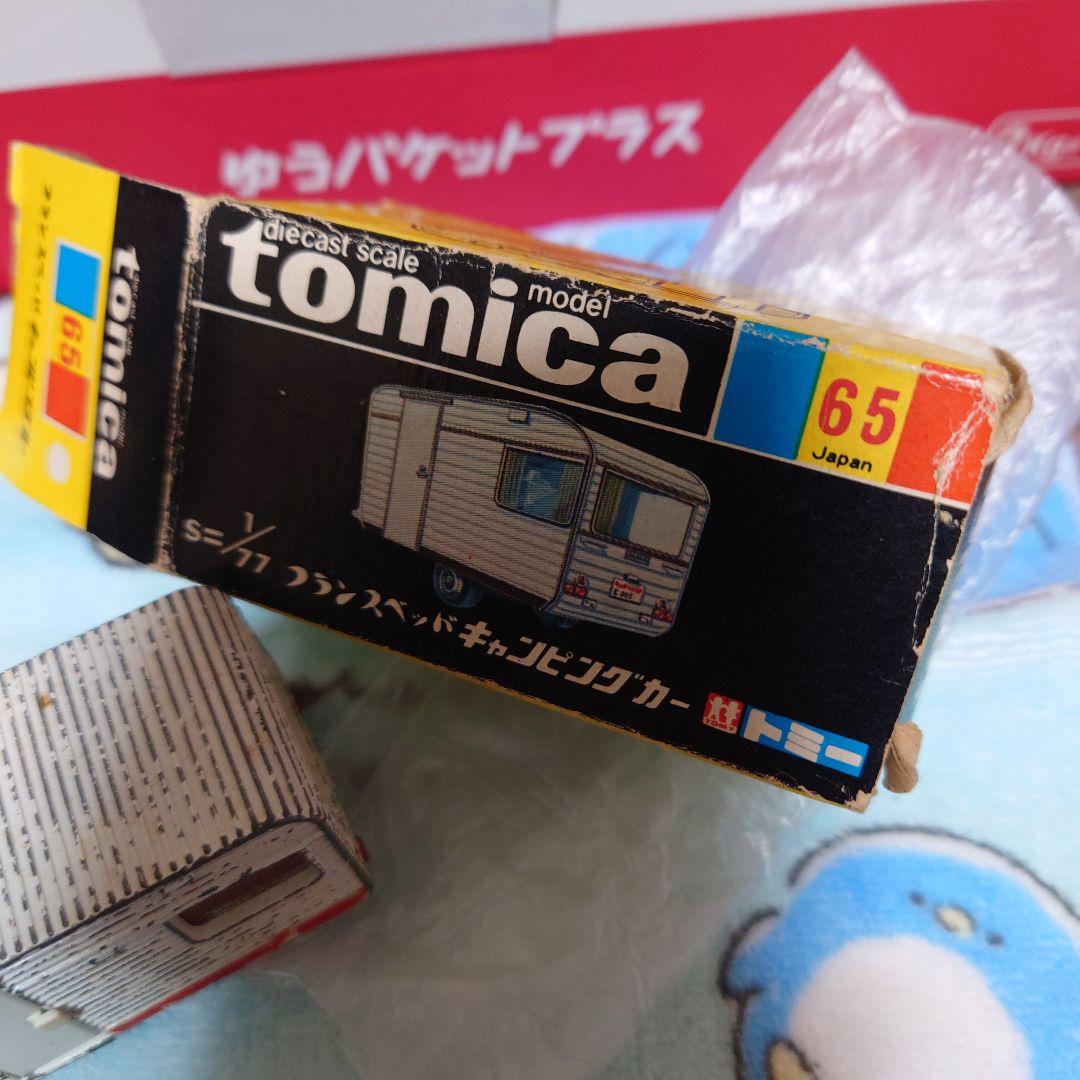 ゆうパケットプラス
diecast scale
tomica
model
65
Japan
S=1/77 フランスベッドキャンピングカー
TOMY
トミー
tomica
65